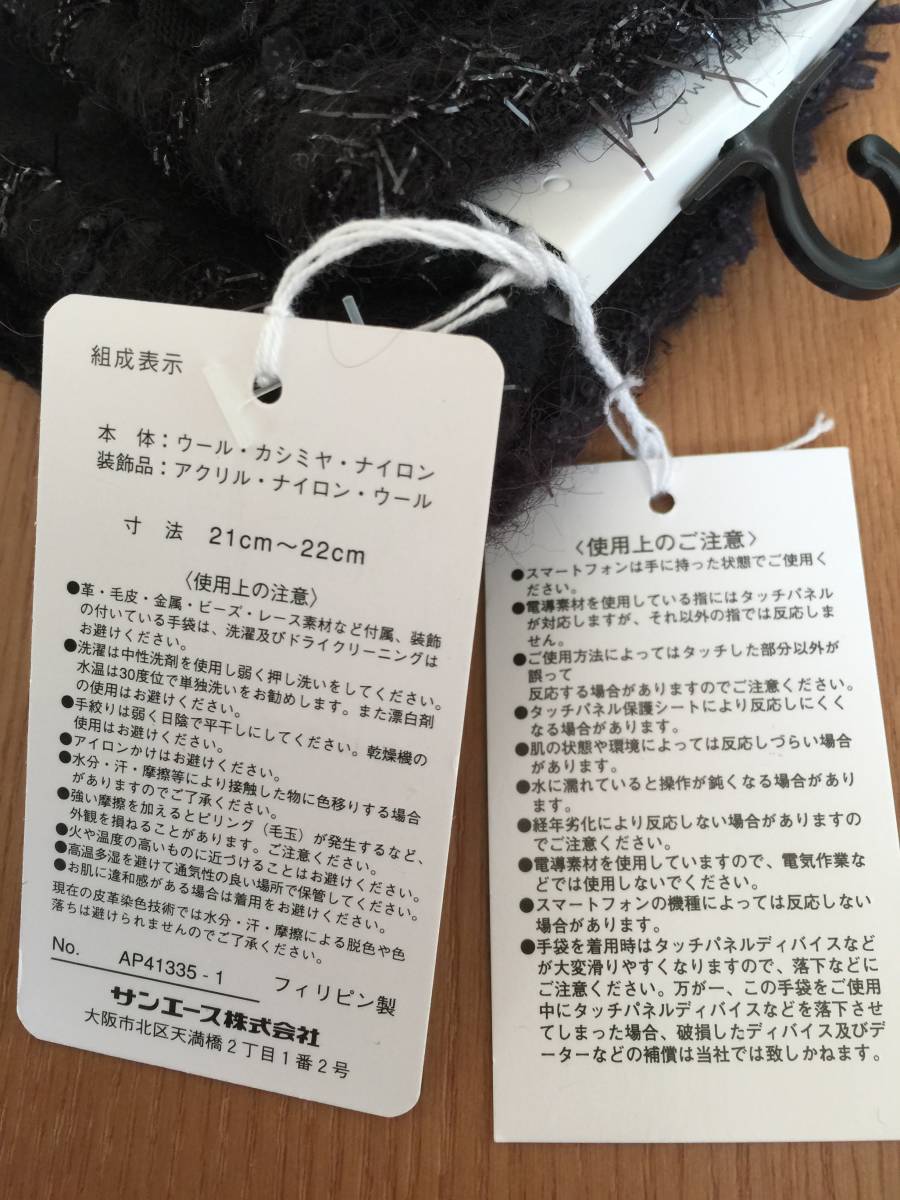 組成表示
本 体：ウール・カシミヤ・ナイロン
装飾品：アクリル・ナイロン・ウール
寸 法 21cm～22cm
〈使用上の注意〉
●革・毛皮・金属・ビーズ・レース素材など付属、装飾
の付いている手袋は、洗濯及びドライクリーニングは
お避けください。
●洗濯は中性洗剤を使用し弱く押し洗いをしてください。
水温は30度位で単独洗いをお勧めします。また漂白剤
の使用はお避けください。
●手絞りは弱く日陰で平干しにしてください。乾燥機の
使用はお避けください。
●アイロンかけはお避けください。
●水分・汗・摩擦等により接触した物に色移りする場合
がありますのでご了承ください。
●強い摩擦を加えるとピリング（毛玉）が発生するなど、
外観を損ねることがあります。ご注意ください。
●火や温度の高いものに近づけることはお避けください。
●高温多湿を避けて通気性の良い場所で保管してください。
●お肌に違和感がある場合は着用をお避けください。
現在の皮革染色技術では水分・汗・摩擦による脱色や色
落ちは避けられませんのでご了承ください。
No. AP41335-1 フィリピン製
サンエース株式会社
大阪市北区天満橋2丁目1番2号
〈使用上のご注意〉
●スマートフォンは手に持った状態でご使用く
ださい。
●電導素材を使用している指にはタッチパネル
が対応しますが、それ以外の指では反応しま
せん。
●ご使用方法によってはタッチした部分以外が
誤って
反応する場合がありますのでご注意ください。
●タッチパネル保護シートにより反応しにくく
なる場合があります。
●肌の状態や環境によっては反応しづらい場合
があります。
●水に濡れていると操作が鈍くなる場合があり
ます。
●経年劣化により反応しない場合がありますの
でご注意ください。
●電導素材を使用していますので、電気作業な
どでは使用しないでください。
●スマートフォンの機種によっては反応しない
場合があります。
●手袋を着用時はタッチパネルディバイスなど
が大変滑りやすくなりますので、落下などに
ご注意ください。万が一、この手袋をご使用
中にタッチパネルディバイスなどを落下させ
てしまった場合、破損したディバイス及びデ
ーターなどの補償は当社では致しかねます。